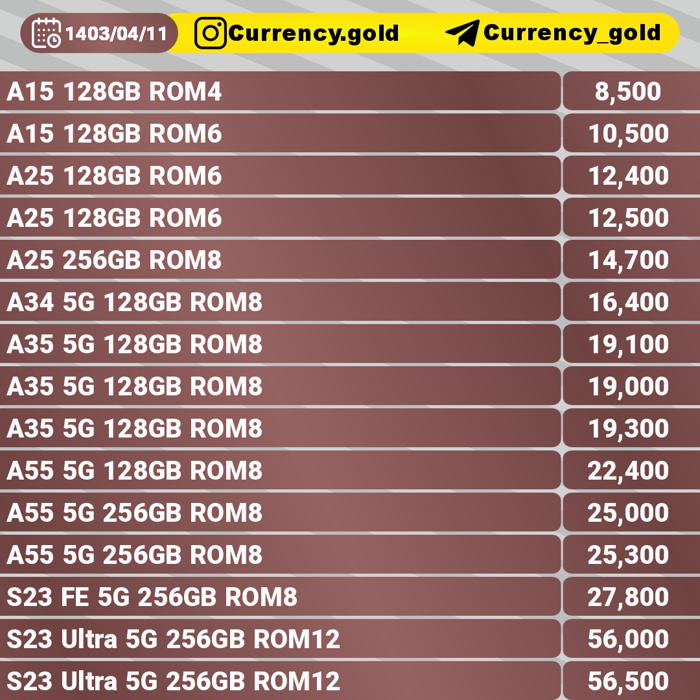 1403/04/11 Currency.gold Currency_gold
A15 128GB ROM4 8,500
A15 128GB ROM6 10,500
A25 128GB ROM6 12,400
A25 128GB ROM6 12,500
A25 256GB ROM8 14,700
A34 5G 128GB ROM8 16,400
A35 5G 128GB ROM8 19,100
A35 5G 128GB ROM8 19,000
A35 5G 128GB ROM8 19,300
A55 5G 128GB ROM8 22,400
A55 5G 256GB ROM8 25,000
A55 5G 256GB ROM8 25,300
S23 FE 5G 256GB ROM8 27,800
S23 Ultra 5G 256GB ROM12 56,000
S23 Ultra 5G 256GB ROM12 56,500